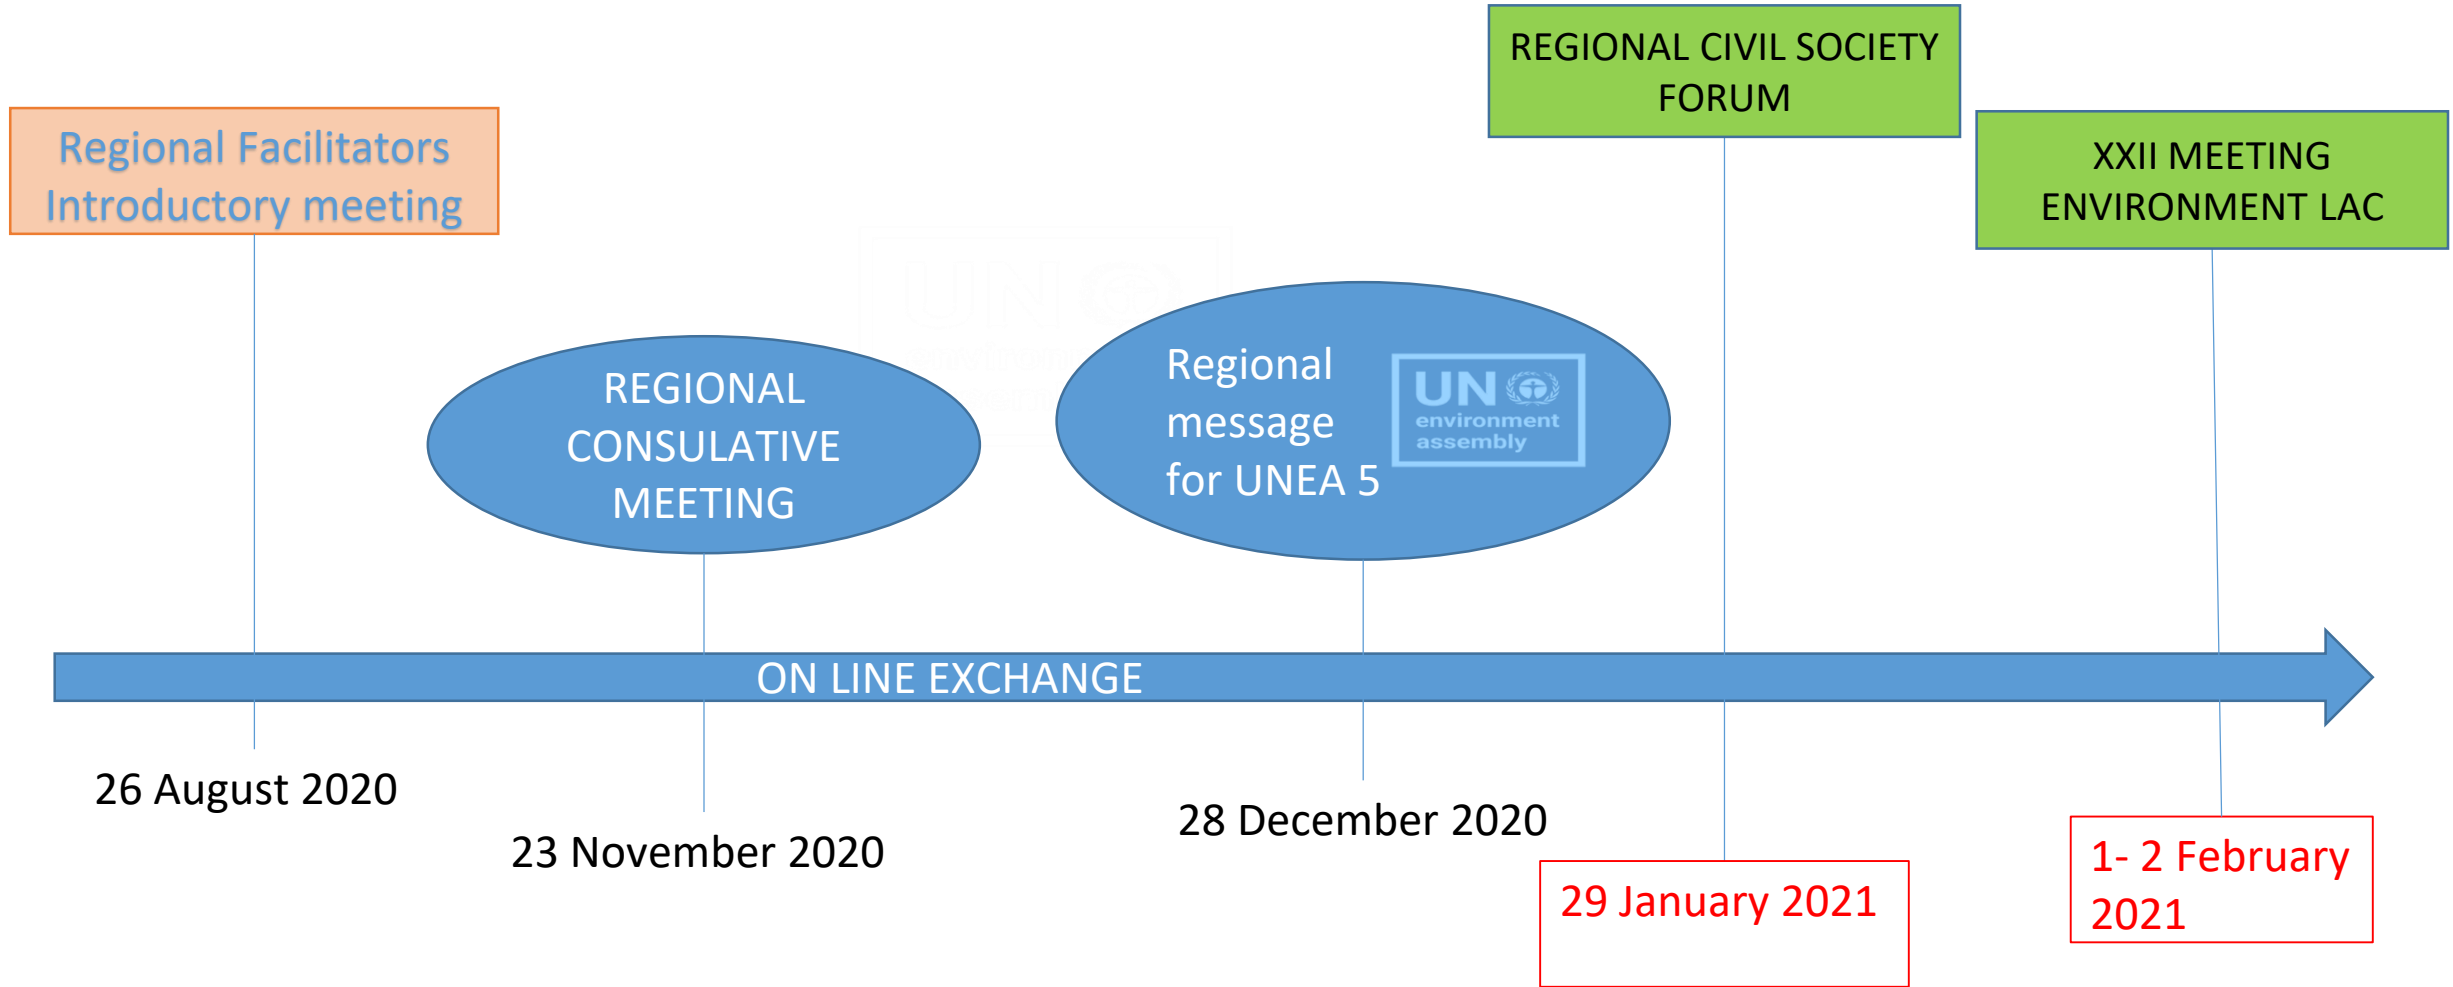 REGIONAL CIVIL SOCIETY
FORUM
Regional Facilitators
Introductory meeting
XXII MEETING
ENVIRONMENT LAC
REGIONAL
CONSULATIVE
MEETING
Regional
message
for UNEA 5
UN
environment
assembly
ON LINE EXCHANGE
26 August 2020
23 November 2020
28 December 2020
29 January 2021
1- 2 February
2021